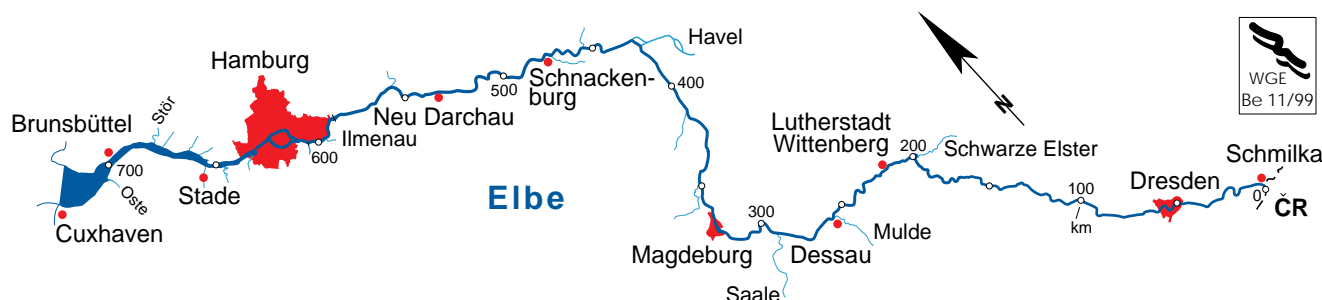 Hamburg
Brunsbüttel
Stör
700
Oste
Cuxhaven
Stade
Ilmenau
600
Neu Darchau
500
Schnacken-
burg
Havel
400
Elbe
Magdeburg
300
Saale
Dessau
Mulde
Lutherstadt
Wittenberg
200
Schwarze Elster
N
100
km
Dresden
Schmilka
0
ČR
WGE
Be 11/99